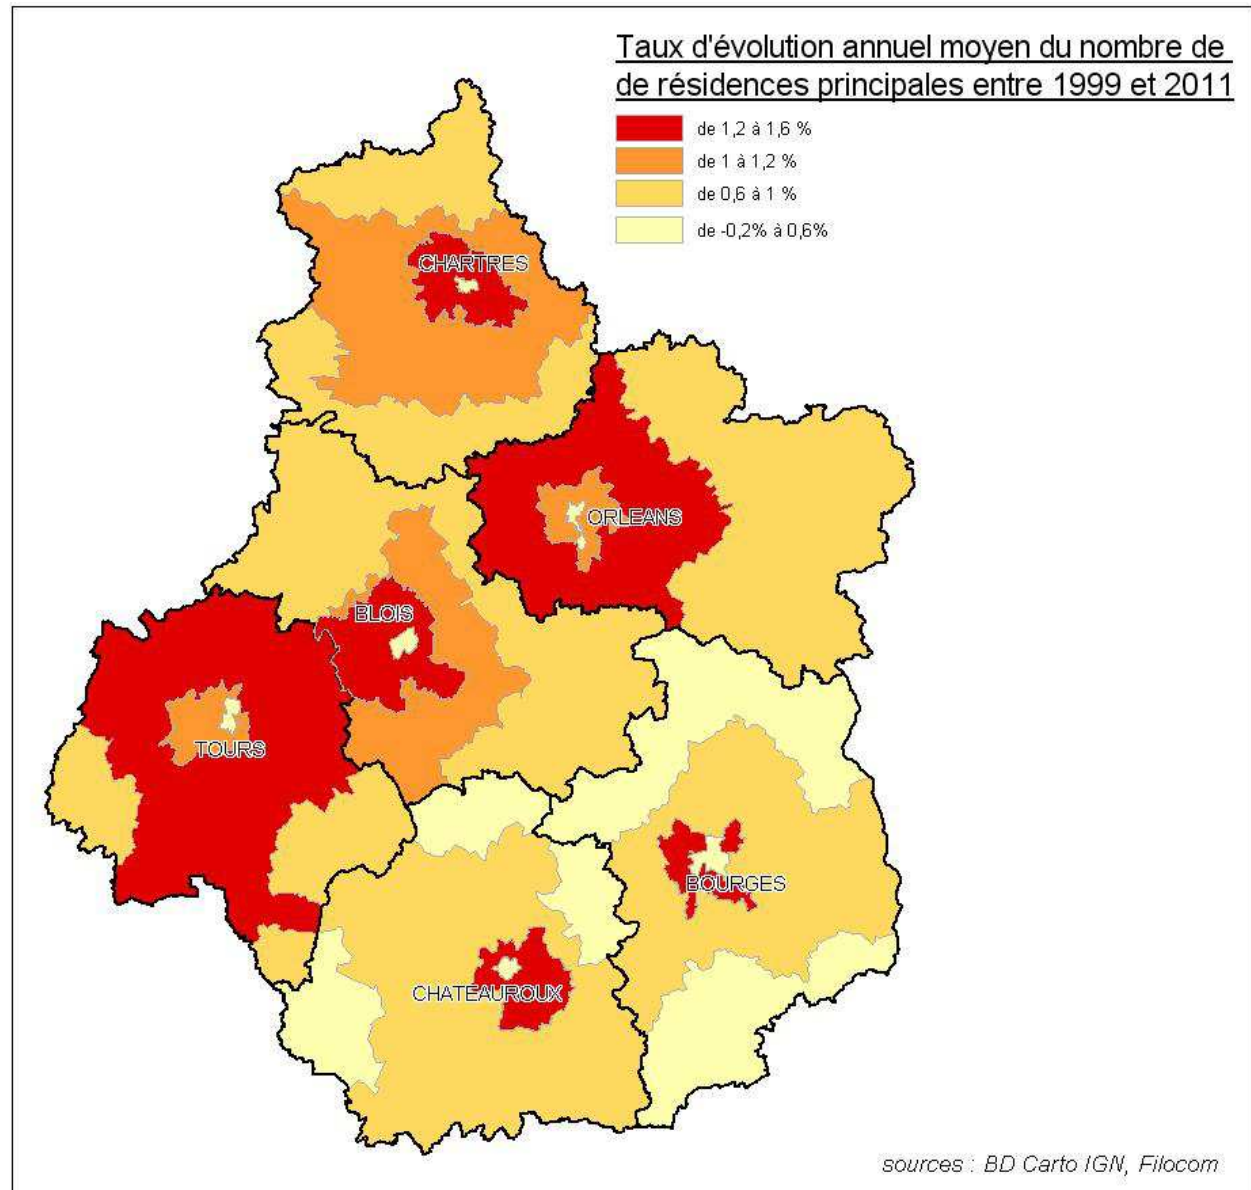 Taux d'évolution annuel moyen du nombre de
de résidences principales entre 1999 et 2011
de 1,2 à 1,6 %
de 1 à 1,2 %
de 0,6 à 1 %
de -0,2% à 0,6%
CHARTRES
ORLEANS
BLOIS
TOURS
BOURGES
CHATEAUROUX
sources : BD Carto IGN, Filocom